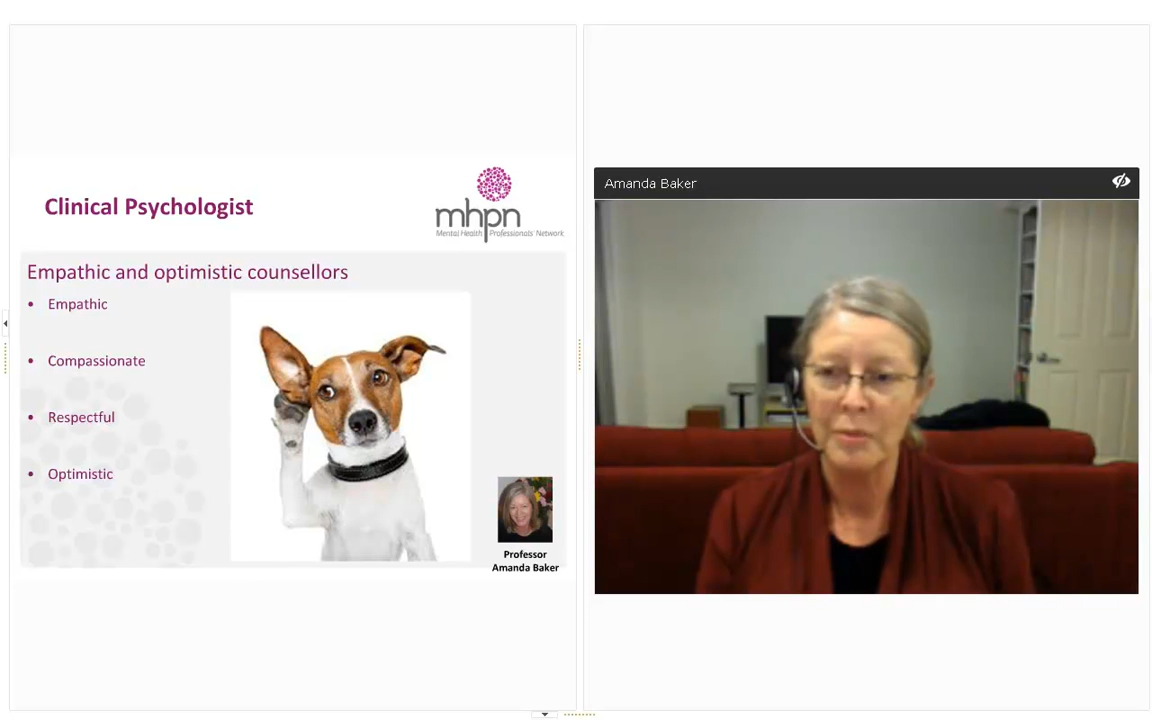 Clinical Psychologist
mhpn
Mental Health Professionals' Network
Empathic and optimistic counsellors
• Empathic
• Compassionate
• Respectful
• Optimistic
Professor
Amanda Baker
Amanda Baker